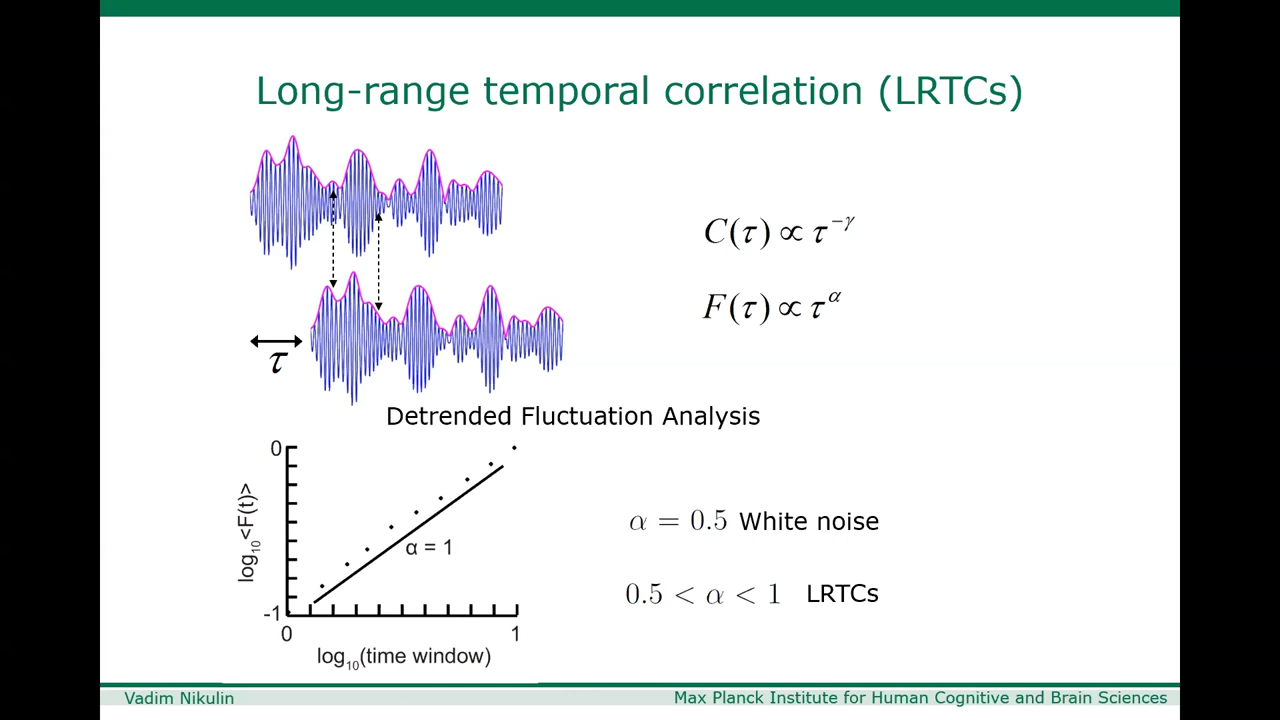 Long-range temporal correlation (LRTCs)
C(τ) ∝ τ^−γ
F(τ) ∝ τ^α
τ
Detrended Fluctuation Analysis
0
log10<F(t)>
α = 1
-1
0
1
log10(time window)
α = 0.5 White noise
0.5 < α < 1 LRTCs
Vadim Nikulin
Max Planck Institute for Human Cognitive and Brain Sciences